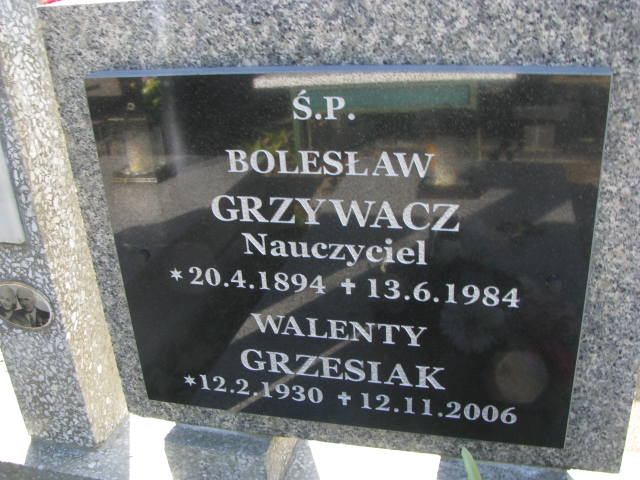 Ś.P.
BOLESŁAW
GRZYWACZ
Nauczyciel
*20.4.1894 ✝ 13.6.1984
WALENTY
GRZESIAK
*12.2.1930 ✝ 12.11.2006